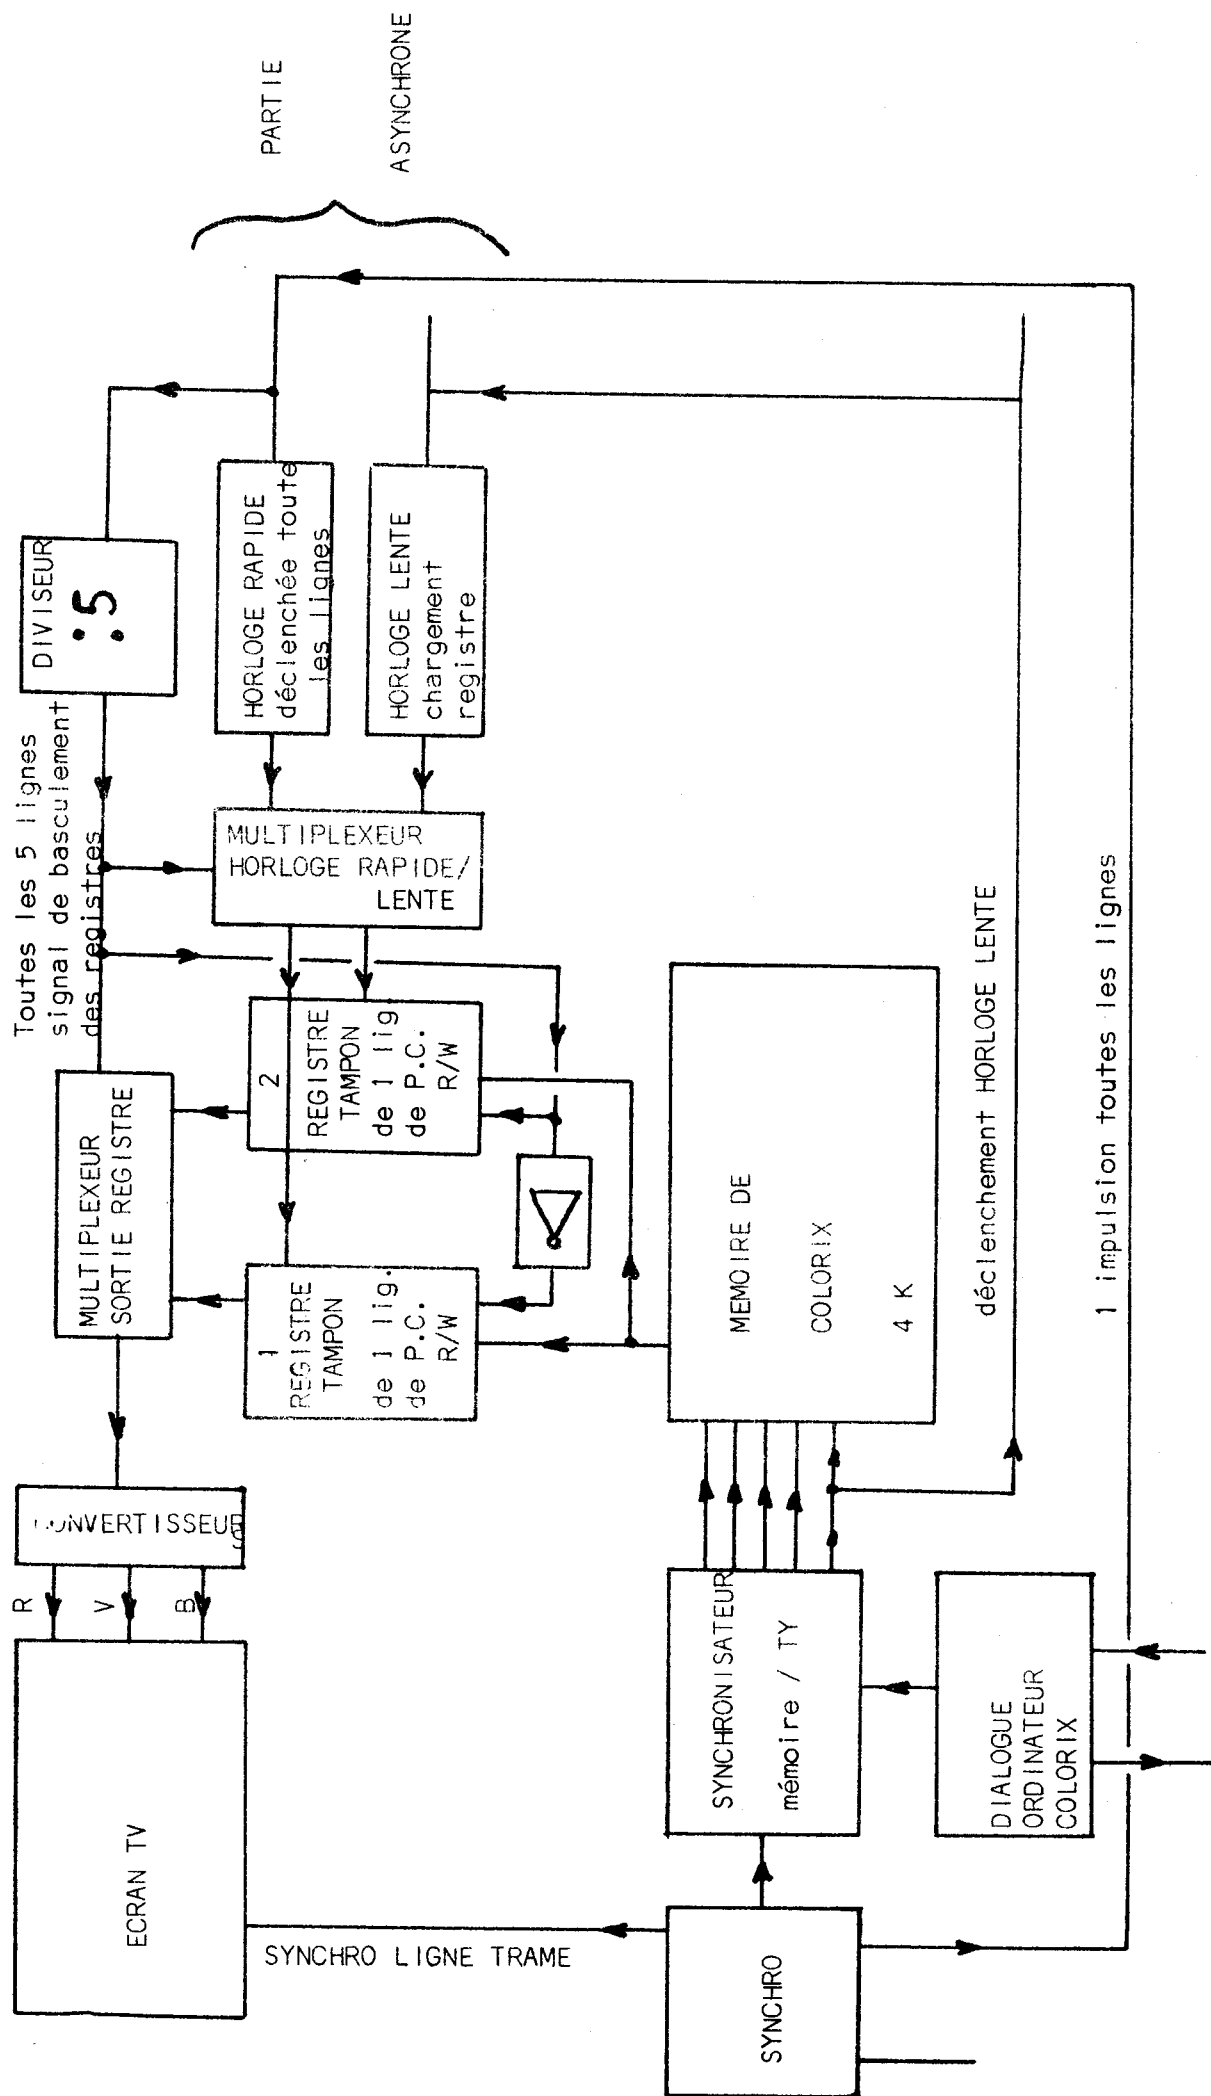 ECRAN TV
R
V
B
CONVERTISSEUR
MULTIPLEXEUR
SORTIE REGISTRE
Toutes les 5 lignes
signal de basculement
des registres
DIVISEUR
:5
SYNCHRO LIGNE TRAME
1
REGISTRE
TAMPON
de 1 lig.
de P.C.
R/W
2
REGISTRE
TAMPON
de 1 lig
de P.C.
R/W
MULTIPLEXEUR
HORLOGE RAPIDE/
LENTE
HORLOGE RAPIDE
déclenchée toute
les lignes
HORLOGE LENTE
chargement
registre
PARTIE
ASYNCHRONE
SYNCHRO
SYNCHRONISATEUR
mémoire / TY
MEMOIRE DE
COLORIX
4 K
DIALOGUE
ORDINATEUR
COLORIX
déclenchement HORLOGE LENTE
1 impulsion toutes les lignes